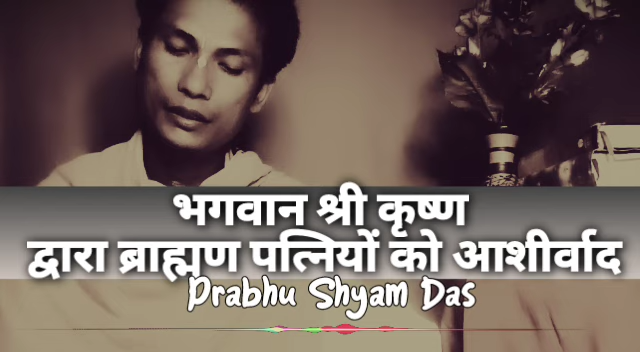 भगवान श्री कृष्ण
द्वारा ब्राह्मण पत्नियों को आशीर्वाद
Prabhu Shyam Das